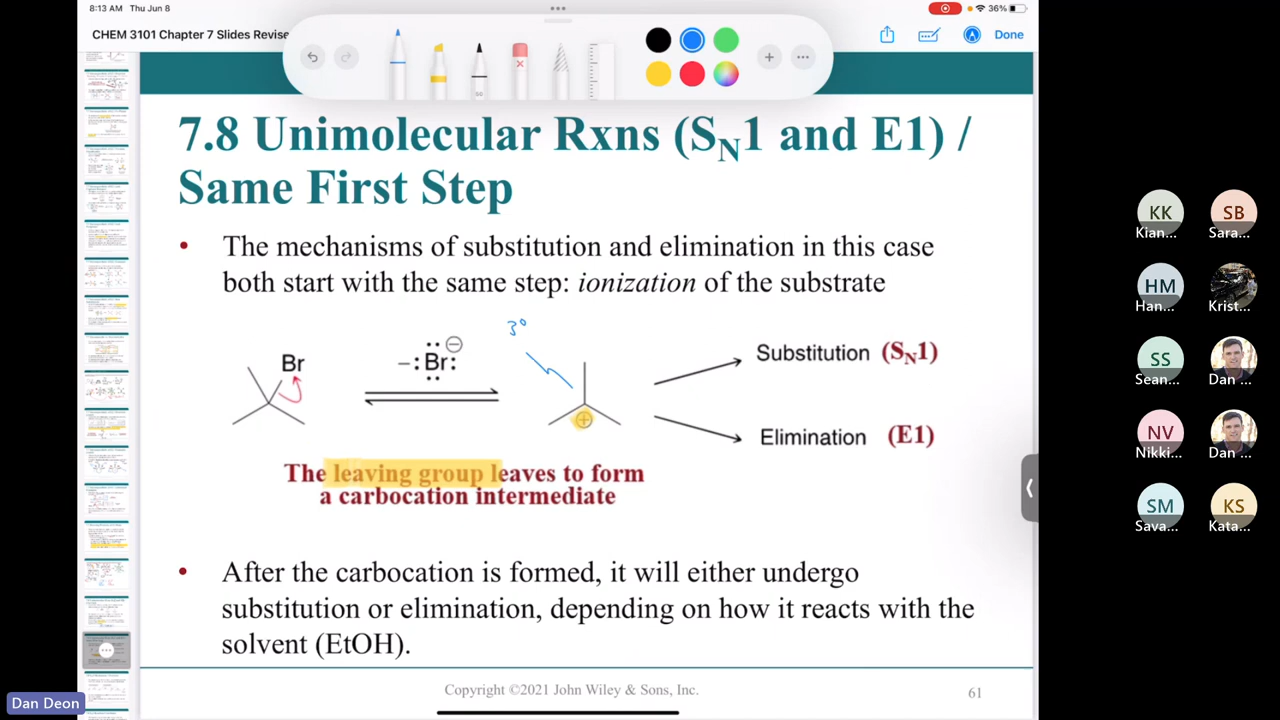 8:13 AM Thu Jun 8
36%
CHEM 3101 Chapter 7 Slides Revise
Done
7.8 Unimolecular Rxns (SN1 and E1) /
Same First Step
• The mechanisms of substitution and elimination in this case
both start with the same step: ionization of the substrate
3°
Br
– :Br: ⊖
⊕
Substitution (SN1)
Elimination (E1)
The leaving group leaves to form
a carbocation intermediate
• After the carbocation is formed, it will either undergo
substitution or elimination, depending on how it reacts with the
solvent (EtOH).
Copyright © John Wiley & Sons, Inc.
61
KK
Kian...
SB
Sara...
HM
Han...
Krist...
SS
Sean...
Dan ...
NV
Nikki...
Dan ...
SM
Sava...
KS
Kata...
Dan Deon